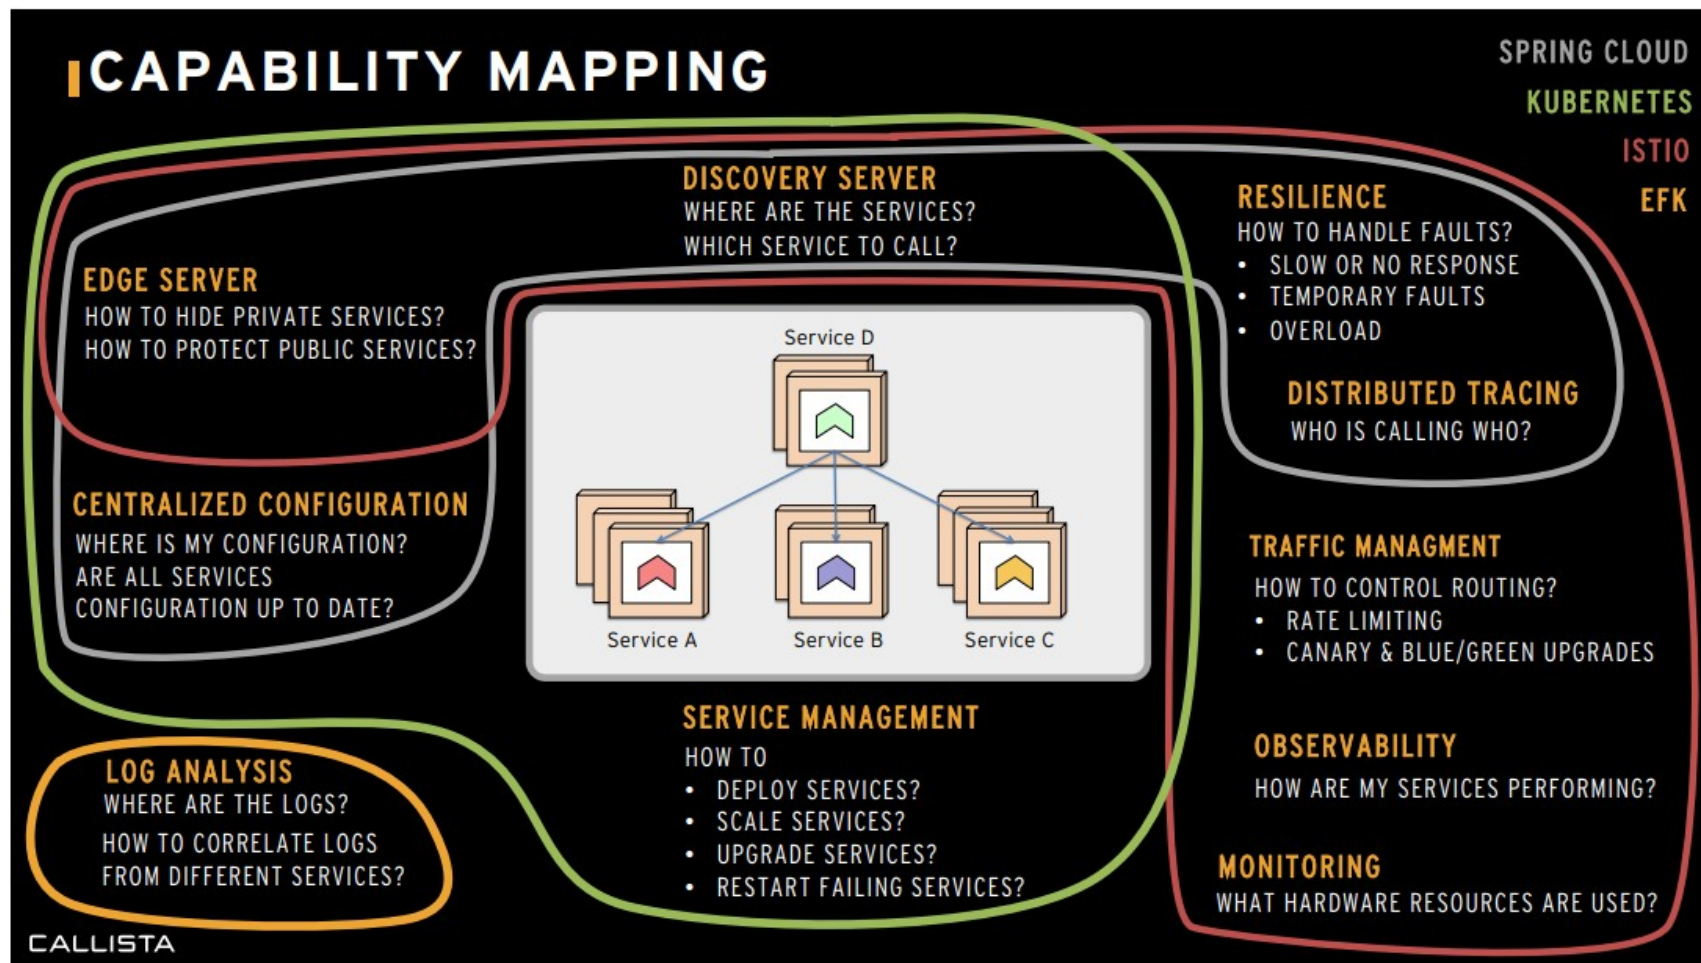 CAPABILITY MAPPING
SPRING CLOUD
KUBERNETES
ISTIO
EFK
DISCOVERY SERVER
WHERE ARE THE SERVICES?
WHICH SERVICE TO CALL?
RESILIENCE
HOW TO HANDLE FAULTS?
• SLOW OR NO RESPONSE
• TEMPORARY FAULTS
• OVERLOAD
EDGE SERVER
HOW TO HIDE PRIVATE SERVICES?
HOW TO PROTECT PUBLIC SERVICES?
DISTRIBUTED TRACING
WHO IS CALLING WHO?
Service D
Service A
Service B
Service C
CENTRALIZED CONFIGURATION
WHERE IS MY CONFIGURATION?
ARE ALL SERVICES
CONFIGURATION UP TO DATE?
TRAFFIC MANAGMENT
HOW TO CONTROL ROUTING?
• RATE LIMITING
• CANARY & BLUE/GREEN UPGRADES
SERVICE MANAGEMENT
HOW TO
• DEPLOY SERVICES?
• SCALE SERVICES?
• UPGRADE SERVICES?
• RESTART FAILING SERVICES?
OBSERVABILITY
HOW ARE MY SERVICES PERFORMING?
LOG ANALYSIS
WHERE ARE THE LOGS?
HOW TO CORRELATE LOGS
FROM DIFFERENT SERVICES?
MONITORING
WHAT HARDWARE RESOURCES ARE USED?
CALLISTA